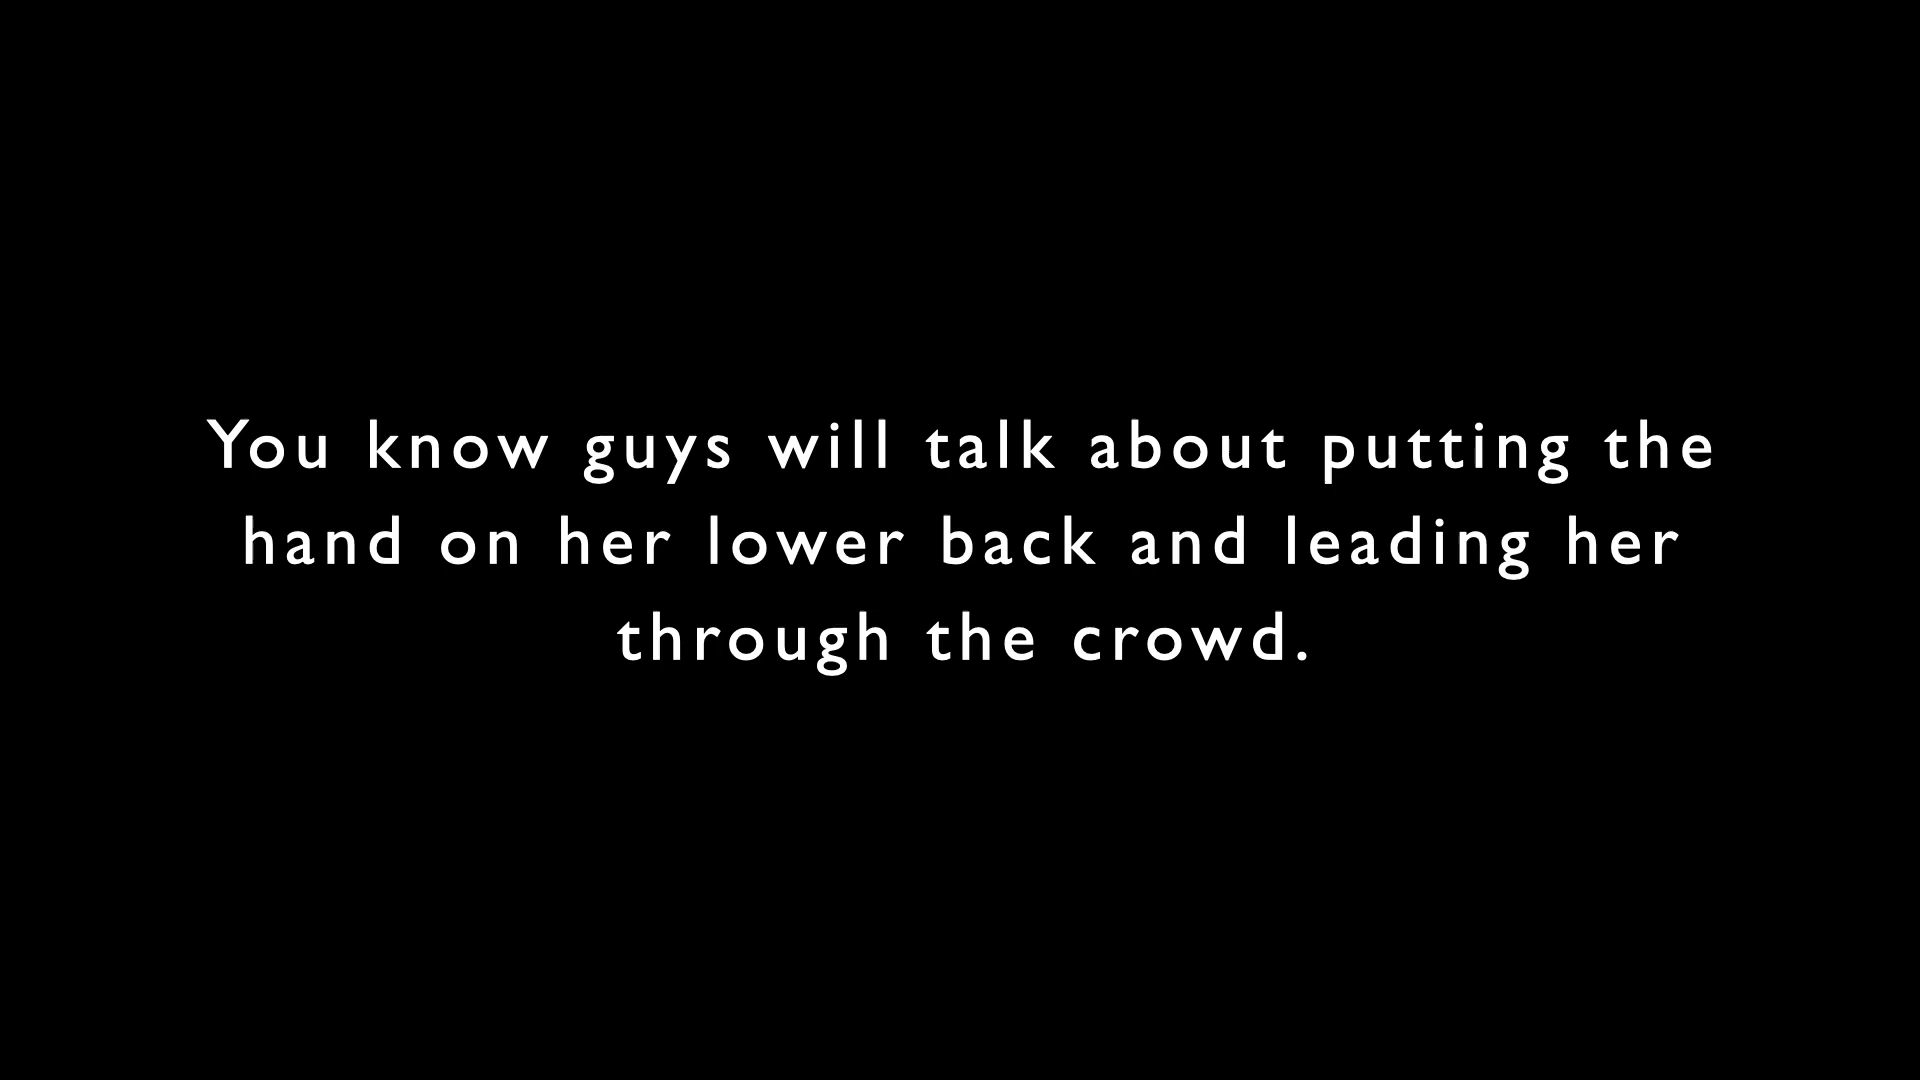 You know guys will talk about putting the
hand on her lower back and leading her
through the crowd.